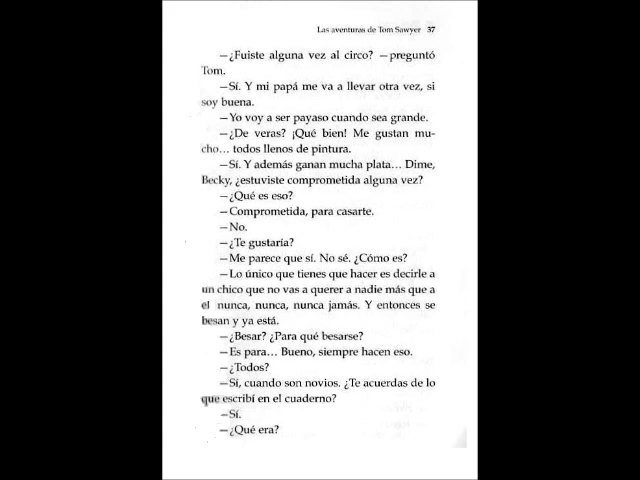 Las aventuras de Tom Sawyer 37
—¿Fuiste alguna vez al circo? —preguntó
Tom.
—Sí. Y mi papá me va a llevar otra vez, si
soy buena.
—Yo voy a ser payaso cuando sea grande.
—¿De veras? ¡Qué bien! Me gustan mu-
cho... todos llenos de pintura.
—Sí. Y además ganan mucha plata... Dime,
Becky, ¿estuviste comprometida alguna vez?
—¿Qué es eso?
—Comprometida, para casarte.
—No.
—¿Te gustaría?
—Me parece que sí. No sé. ¿Cómo es?
—Lo único que tienes que hacer es decirle a
un chico que no vas a querer a nadie más que a
él nunca, nunca, nunca jamás. Y entonces se
besan y ya está.
—¿Besar? ¿Para qué besarse?
—Es para... Bueno, siempre hacen eso.
—¿Todos?
—Sí, cuando son novios. ¿Te acuerdas de lo
que escribí en el cuaderno?
—Sí.
—¿Qué era?